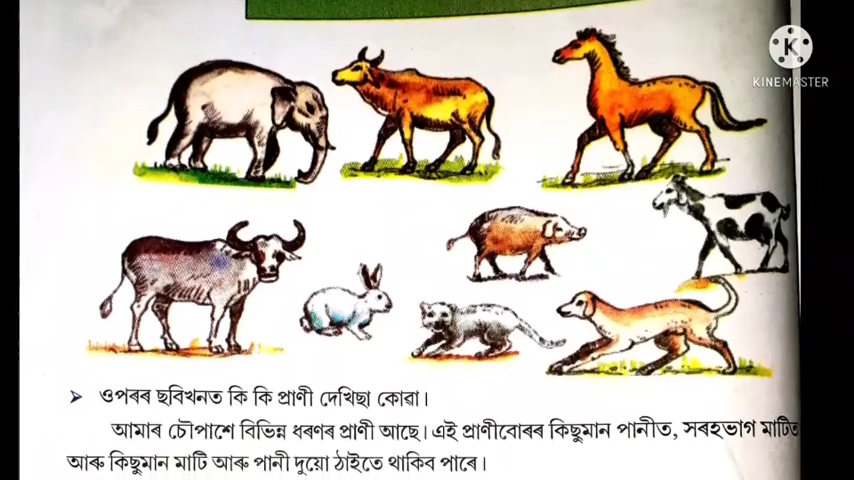 KINEMASTER
ওপৰৰ ছবিখনত কি কি প্ৰাণী দেখিছা কোৱা।
আমাৰ চৌপাশে বিভিন্ন ধৰণৰ প্ৰাণী আছে। এই প্ৰাণীবোৰৰ কিছুমান পানীত, সৰহভাগ মাটিত
আৰু কিছুমান মাটি আৰু পানী দুয়ো ঠাইতে থাকিব পাৰে।